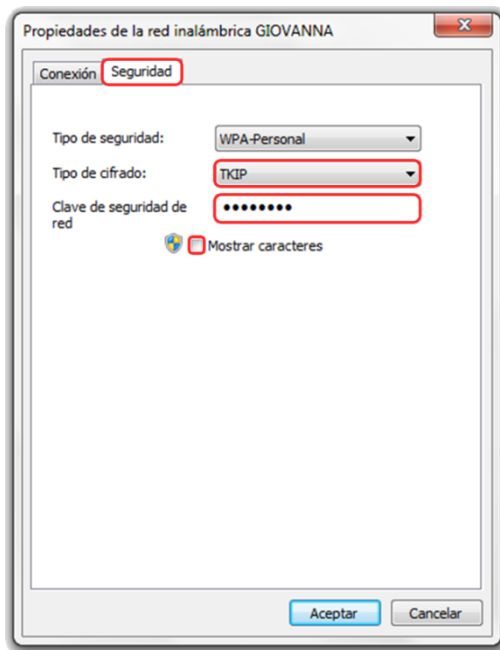 Propiedades de la red inalámbrica GIOVANNA
Conexión Seguridad
Tipo de seguridad: WPA-Personal
Tipo de cifrado: TKIP
Clave de seguridad de ••••••••
red
Mostrar caracteres
Aceptar Cancelar